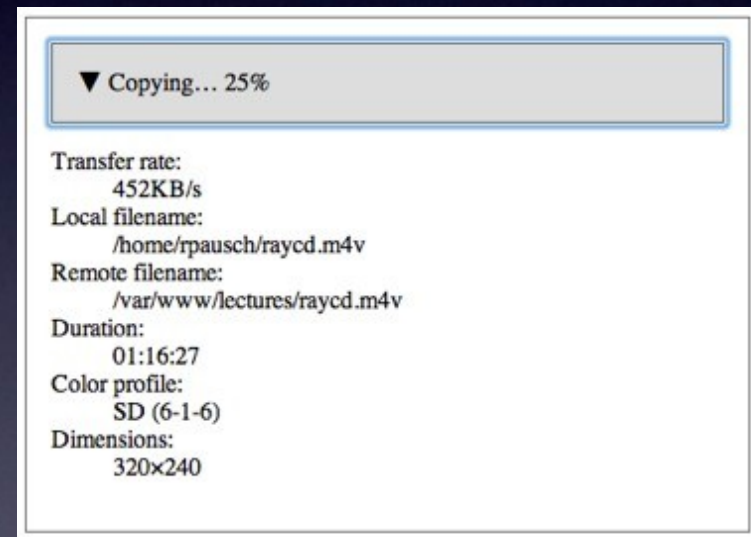 ▼ Copying… 25%
Transfer rate:
452KB/s
Local filename:
/home/rpausch/raycd.m4v
Remote filename:
/var/www/lectures/raycd.m4v
Duration:
01:16:27
Color profile:
SD (6-1-6)
Dimensions:
320×240